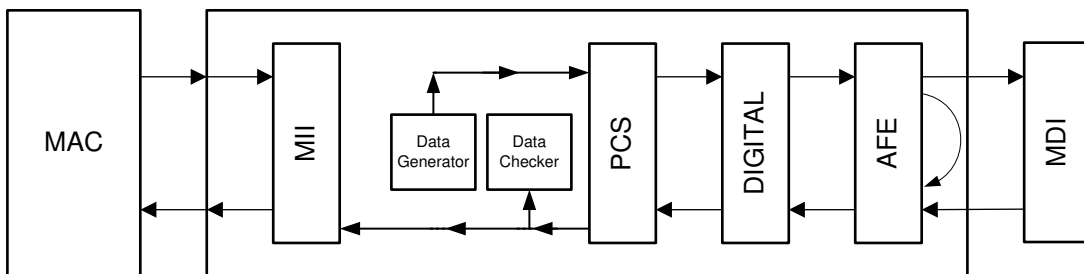 MAC
MII
Data
Generator
Data
Checker
PCS
DIGITAL
AFE
MDI